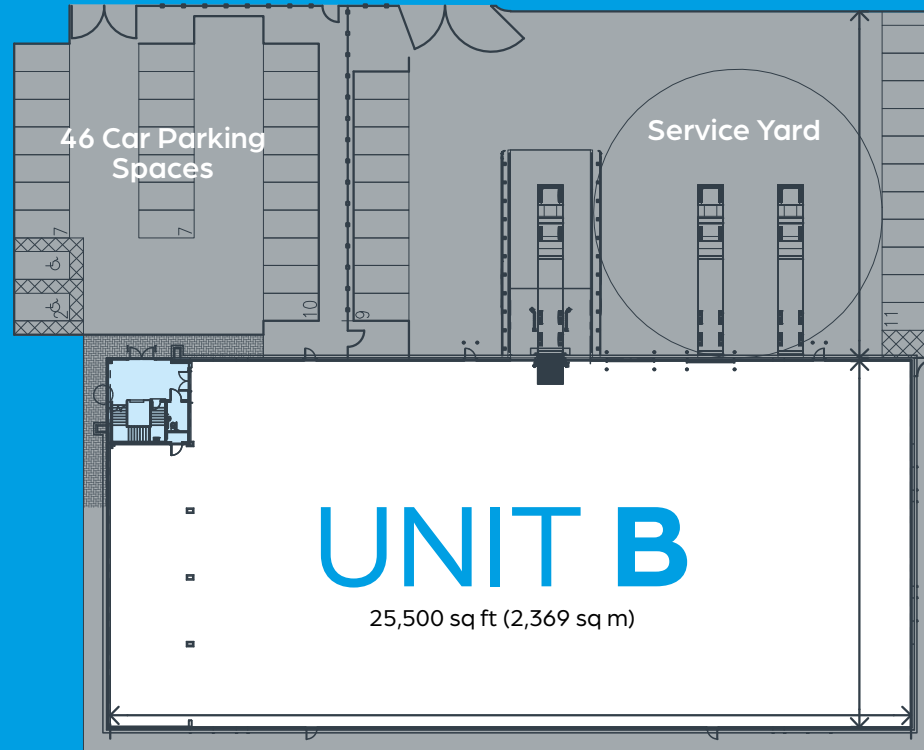 46 Car Parking
Spaces
Service Yard
7
7
2
10
9
11
UNIT B
25,500 sq ft (2,369 sq m)